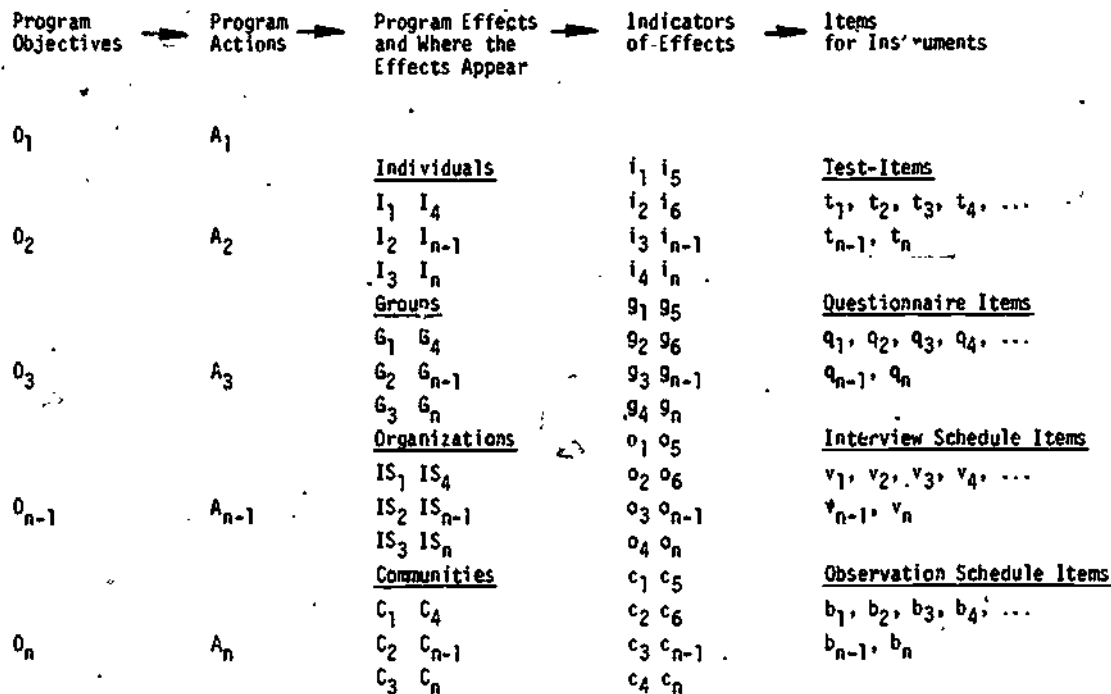 Program → Program → Program Effects → Indicators → Items
Objectives Actions and Where the of Effects for Instruments
Effects Appear
O₁ A₁
Individuals i₁ i₅ Test-Items
I₁ I₄ i₂ i₆ t₁, t₂, t₃, t₄, ...
O₂ A₂ I₂ Iₙ₋₁ i₃ iₙ₋₁ tₙ₋₁, tₙ
I₃ Iₙ i₄ iₙ
Groups g₁ g₅ Questionnaire Items
G₁ G₄ g₂ g₆ q₁, q₂, q₃, q₄, ...
O₃ A₃ G₂ Gₙ₋₁ g₃ gₙ₋₁ qₙ₋₁, qₙ
G₃ Gₙ g₄ gₙ
Organizations o₁ o₅ Interview Schedule Items
IS₁ IS₄ o₂ o₆ v₁, v₂, v₃, v₄, ...
Oₙ₋₁ Aₙ₋₁ IS₂ ISₙ₋₁ o₃ oₙ₋₁ vₙ₋₁, vₙ
IS₃ ISₙ o₄ oₙ
Communities c₁ c₅ Observation Schedule Items
C₁ C₄ c₂ c₆ b₁, b₂, b₃, b₄, ...
Oₙ Aₙ C₂ Cₙ₋₁ c₃ cₙ₋₁ bₙ₋₁, bₙ
C₃ Cₙ c₄ cₙ